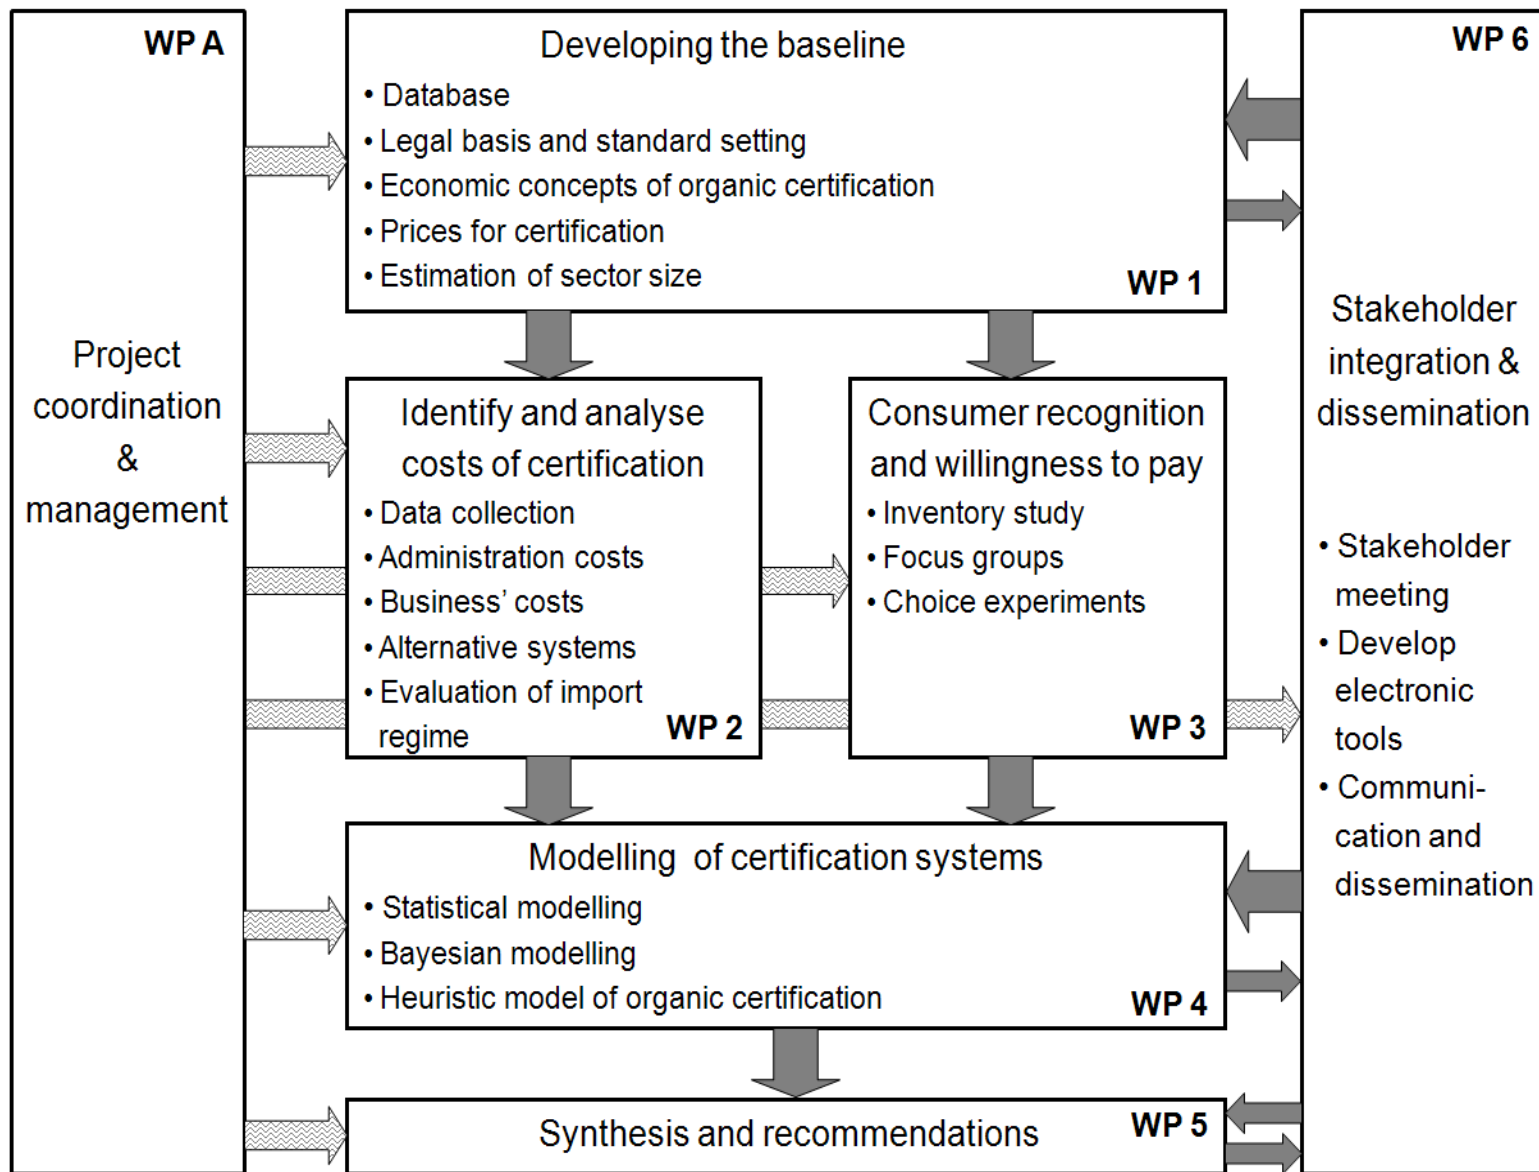 WP A
Project
coordination
&
management
Developing the baseline
• Database
• Legal basis and standard setting
• Economic concepts of organic certification
• Prices for certification
• Estimation of sector size
WP 1
Identify and analyse
costs of certification
• Data collection
• Administration costs
• Business’ costs
• Alternative systems
• Evaluation of import
regime
WP 2
Consumer recognition
and willingness to pay
• Inventory study
• Focus groups
• Choice experiments
WP 3
Modelling of certification systems
• Statistical modelling
• Bayesian modelling
• Heuristic model of organic certification
WP 4
Synthesis and recommendations
WP 5
WP 6
Stakeholder
integration &
dissemination
• Stakeholder
meeting
• Develop
electronic
tools
• Communi-
cation and
dissemination